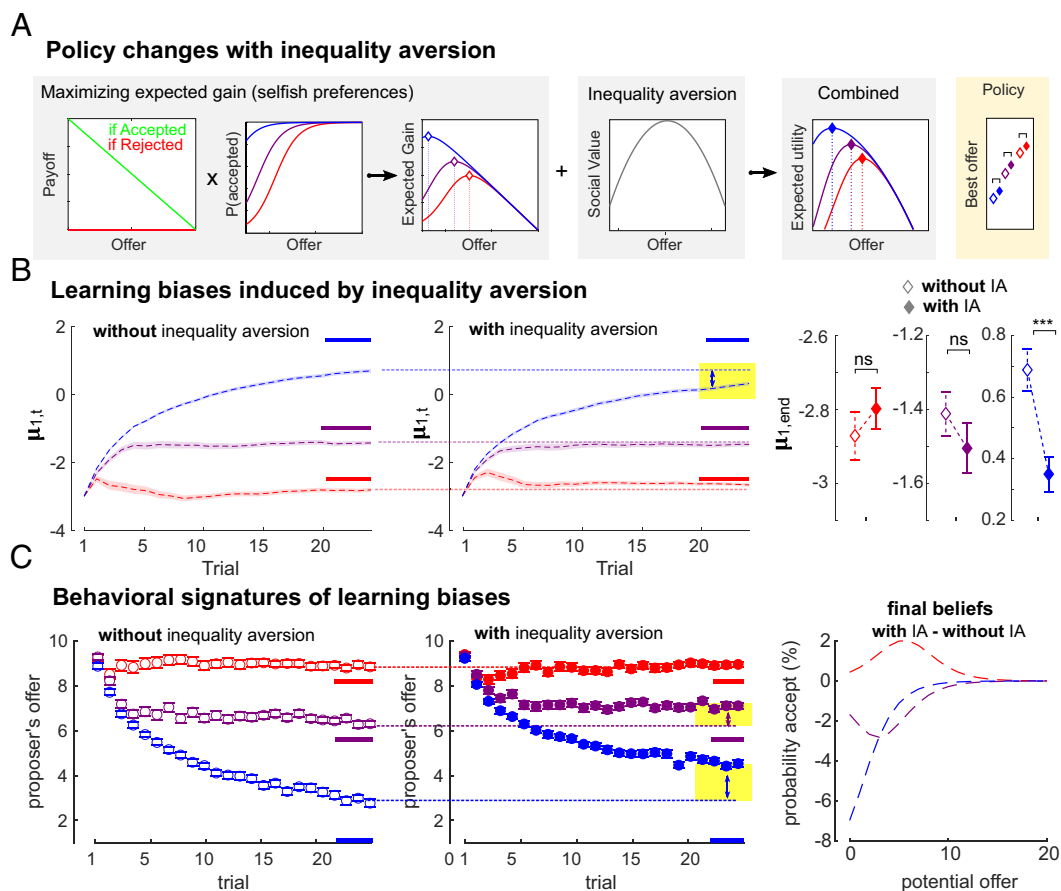 A
Policy changes with inequality aversion
Maximizing expected gain (selfish preferences)
Payoff
if Accepted
if Rejected
Offer
x
P(accepted)
Offer
Expected Gain
Offer
+
Inequality aversion
Social Value
Offer
Combined
Expected utility
Offer
Policy
Best offer
B
Learning biases induced by inequality aversion
without inequality aversion
μ1,t
2
0
-2
-4
1
5
10
15
20
Trial
with inequality aversion
μ1,t
2
0
-2
-4
1
5
10
15
20
Trial
without IA
with IA
μ1,end
-2.6
-2.8
-3
ns
-1.2
-1.4
-1.6
ns
0.8
0.6
0.4
0.2
***
C
Behavioral signatures of learning biases
without inequality aversion
proposer's offer
10
8
6
4
2
1
5
10
15
20
trial
with inequality aversion
proposer's offer
10
8
6
4
2
0
1
5
10
15
20
trial
final beliefs
with IA - without IA
probability accept (%)
2
0
-2
-4
-6
-8
0
10
20
potential offer